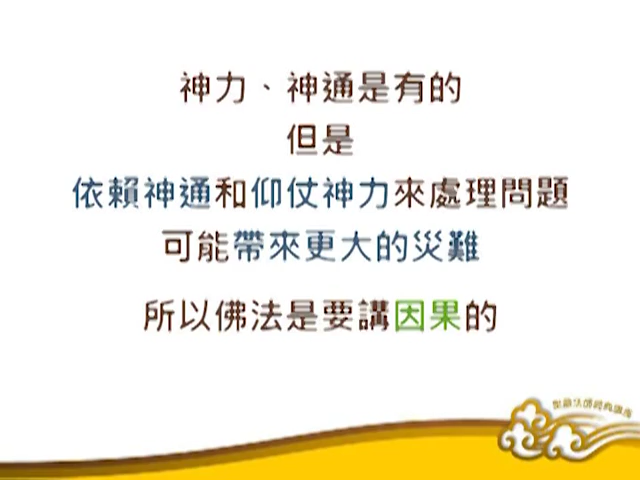 神力、神通是有的
但是
依賴神通和仰仗神力來處理問題
可能帶來更大的災難
所以佛法是要講因果的